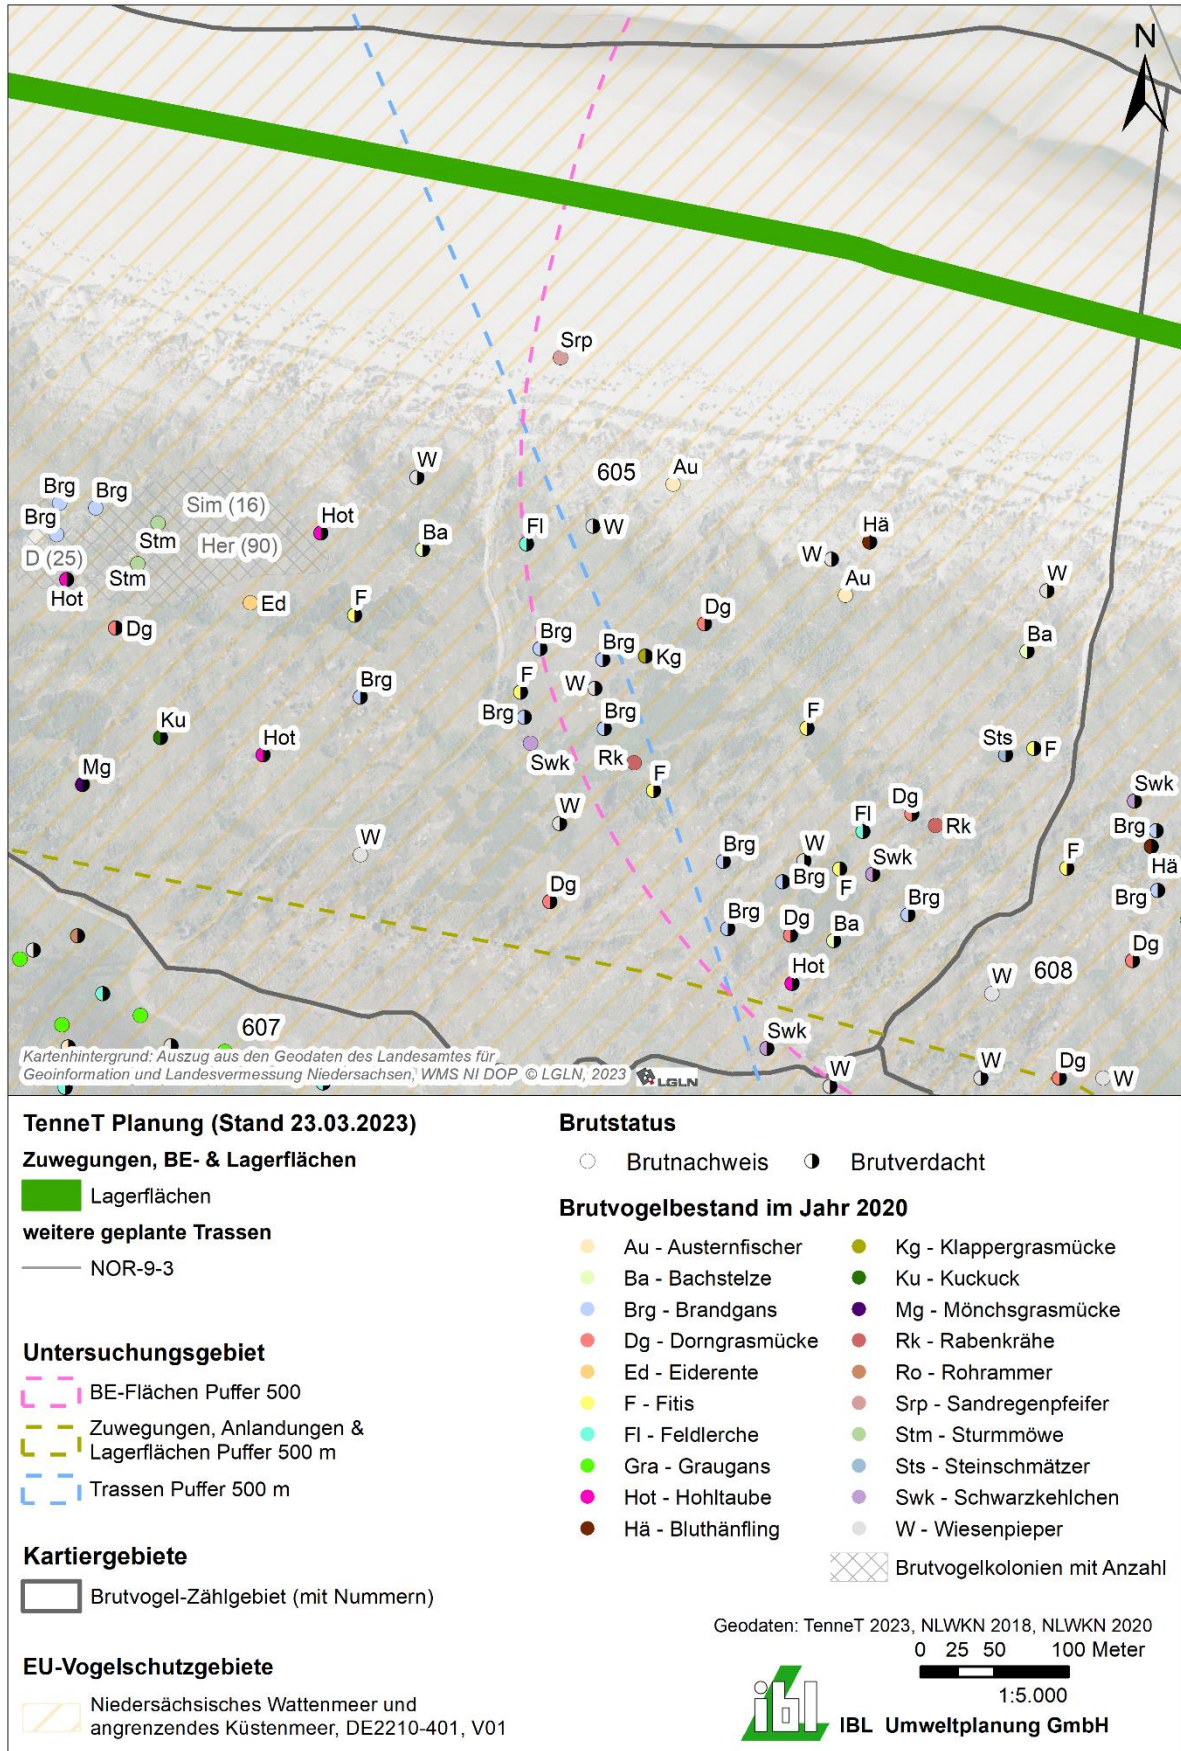 N
Srp
W
605
Au
Brg
Brg
Sim (16)
Hot
Brg
Fl
W
Hä
Stm
Her (90)
Ba
W
D (25)
Stm
Au
W
Hot
Ed
F
Dg
Dg
Ba
Brg
Brg
Kg
F
W
Brg
Brg
Brg
F
Ku
Hot
Swk
Rk
Sts
F
Mg
F
Swk
W
Fl
Dg
Rk
Brg
W
Brg
W
Swk
F
Hä
Brg
F
Brg
Dg
Brg
Dg
Ba
Brg
Dg
Hot
W
608
607
Swk
Kartenhintergrund: Auszug aus den Geodaten des Landesamtes für
Geoinformation und Landesvermessung Niedersachsen, WMS NI DOP © LGLN, 2023
LGLN
W
W
Dg
W
TenneT Planung (Stand 23.03.2023)
Zuwegungen, BE- & Lagerflächen
Lagerflächen
weitere geplante Trassen
NOR-9-3
Untersuchungsgebiet
BE-Flächen Puffer 500
Zuwegungen, Anlandungen &
Lagerflächen Puffer 500 m
Trassen Puffer 500 m
Kartiergebiete
Brutvogel-Zählgebiet (mit Nummern)
EU-Vogelschutzgebiete
Niedersächsisches Wattenmeer und
angrenzendes Küstenmeer, DE2210-401, V01
Brutstatus
Brutnachweis
Brutverdacht
Brutvogelbestand im Jahr 2020
Au - Austernfischer
Ba - Bachstelze
Brg - Brandgans
Dg - Dorngrasmücke
Ed - Eiderente
F - Fitis
Fl - Feldlerche
Gra - Graugans
Hot - Hohltaube
Hä - Bluthänfling
Kg - Klappergrasmücke
Ku - Kuckuck
Mg - Mönchsgrasmücke
Rk - Rabenkrähe
Ro - Rohrammer
Srp - Sandregenpfeifer
Stm - Sturmmöwe
Sts - Steinschmätzer
Swk - Schwarzkehlchen
W - Wiesenpieper
Brutvogelkolonien mit Anzahl
Geodaten: TenneT 2023, NLWKN 2018, NLWKN 2020
0 25 50 100 Meter
1:5.000
ibl
IBL Umweltplanung GmbH